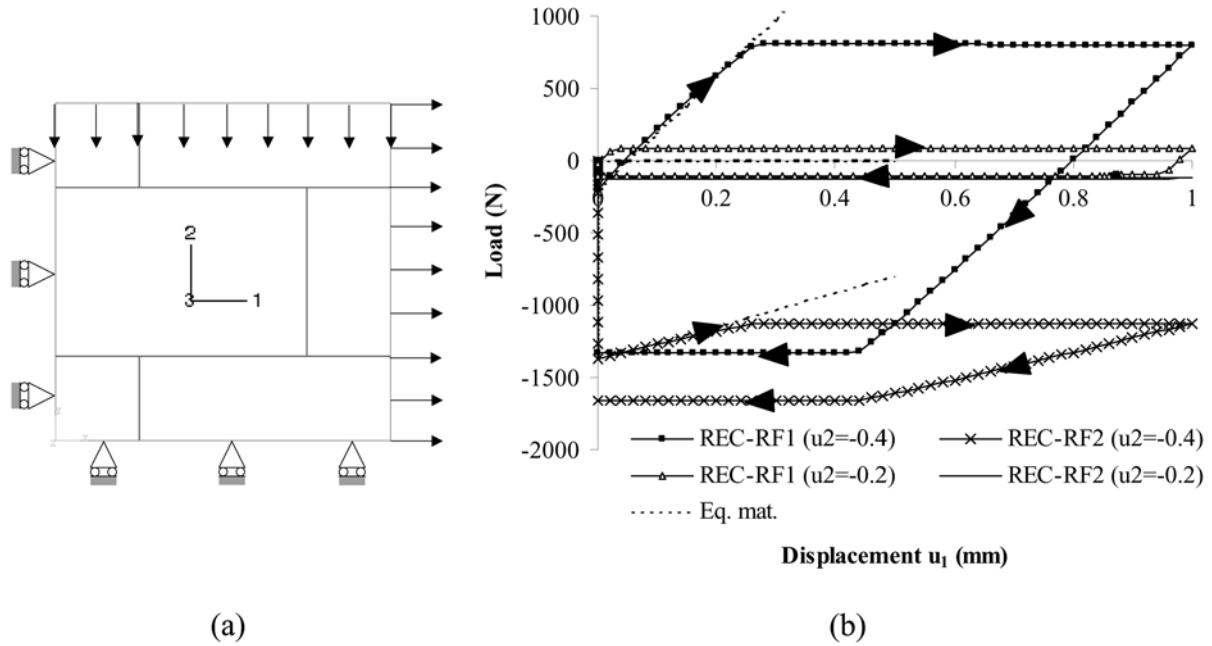 2
3
1
(a)
1000
500
0
-500
-1000
-1500
-2000
Load (N)
0
0.2
0.4
0.6
0.8
1
REC-RF1 (u2=-0.4)
REC-RF2 (u2=-0.4)
REC-RF1 (u2=-0.2)
REC-RF2 (u2=-0.2)
Eq. mat.
Displacement u₁ (mm)
(b)